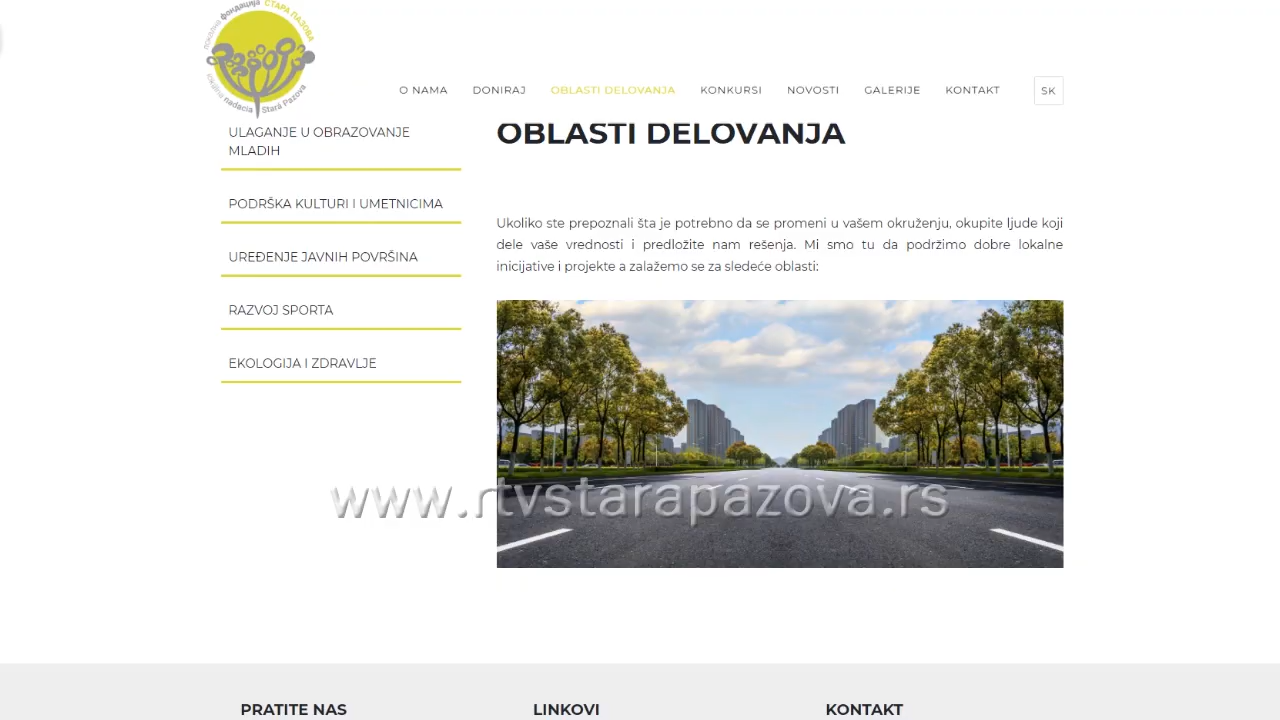 локална фондација СТАРА ПАЗОВА
lokálna nadacia Stará Pazova
O NAMA
DONIRAJ
OBLASTI DELOVANJA
KONKURSI
NOVOSTI
GALERIJE
KONTAKT
SK
ULAGANJE U OBRAZOVANJE
MLADIH
PODRŠKA KULTURI I UMETNICIMA
UREĐENJE JAVNIH POVRŠINA
RAZVOJ SPORTA
EKOLOGIJA I ZDRAVLJE
OBLASTI DELOVANJA
Ukoliko ste prepoznali šta je potrebno da se promeni u vašem okruženju, okupite ljude koji
dele vaše vrednosti i predložite nam rešenja. Mi smo tu da podržimo dobre lokalne
inicijative i projekte a zalažemo se za sledeće oblasti:
www.rtvstarapazova.rs
PRATITE NAS
LINKOVI
KONTAKT